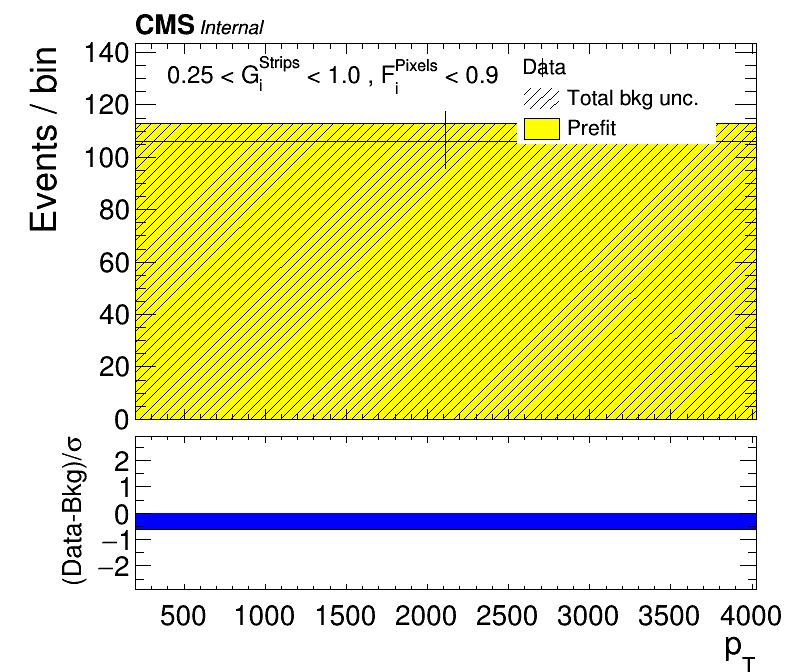 CMS Internal
Events / bin
140
120
100
80
60
40
20
0
0.25 < G_i^Strips < 1.0 , F_i^Pixels < 0.9
Data
Total bkg unc.
Prefit
(Data-Bkg)/σ
2
1
0
−1
−2
500 1000 1500 2000 2500 3000 3500 4000
p_T